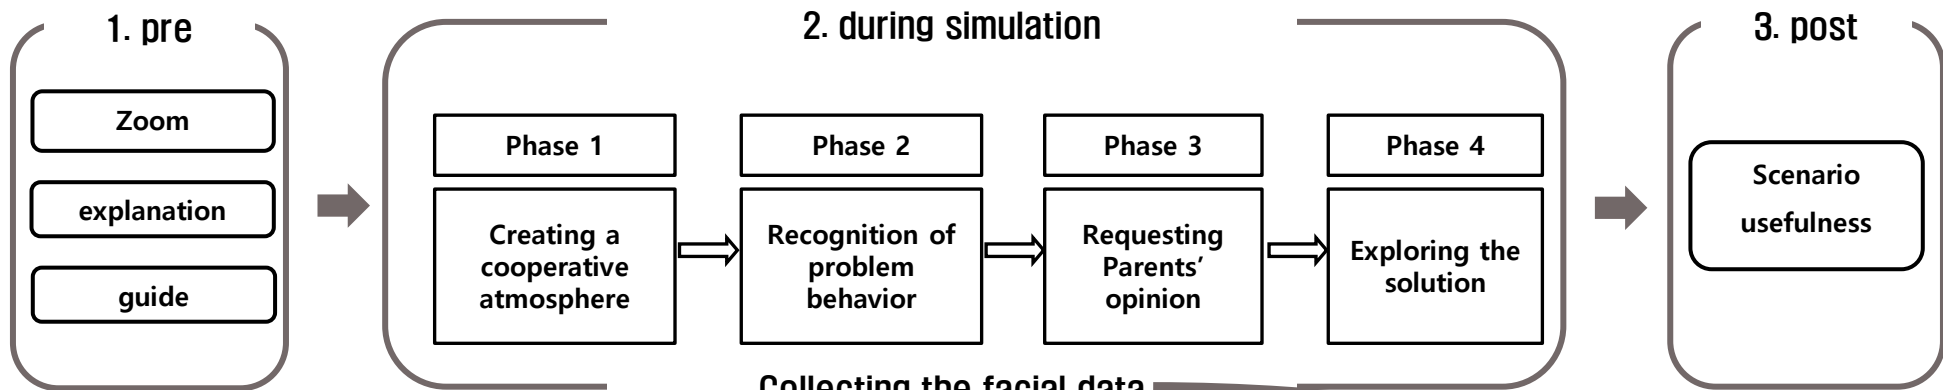 1. pre
Zoom
explanation
guide
2. during simulation
Phase 1
Creating a
cooperative
atmosphere
Phase 2
Recognition of
problem
behavior
Phase 3
Requesting
Parents’
opinion
Phase 4
Exploring the
solution
Collecting the facial data
3. post
Scenario
usefulness